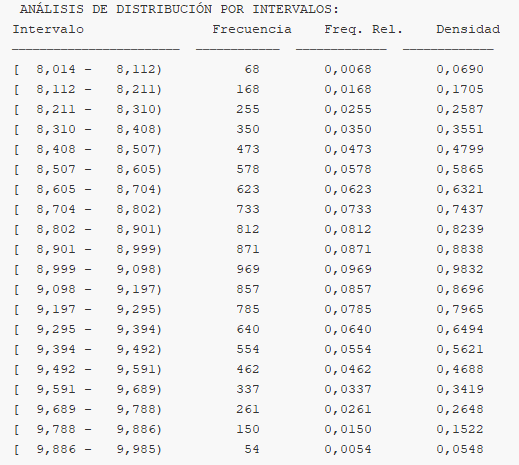 ANÁLISIS DE DISTRIBUCIÓN POR INTERVALOS:
Intervalo Frecuencia Freq. Rel. Densidad
[ 8,014 - 8,112) 68 0,0068 0,0690
[ 8,112 - 8,211) 168 0,0168 0,1705
[ 8,211 - 8,310) 255 0,0255 0,2587
[ 8,310 - 8,408) 350 0,0350 0,3551
[ 8,408 - 8,507) 473 0,0473 0,4799
[ 8,507 - 8,605) 578 0,0578 0,5865
[ 8,605 - 8,704) 623 0,0623 0,6321
[ 8,704 - 8,802) 733 0,0733 0,7437
[ 8,802 - 8,901) 812 0,0812 0,8239
[ 8,901 - 8,999) 871 0,0871 0,8838
[ 8,999 - 9,098) 969 0,0969 0,9832
[ 9,098 - 9,197) 857 0,0857 0,8696
[ 9,197 - 9,295) 785 0,0785 0,7965
[ 9,295 - 9,394) 640 0,0640 0,6494
[ 9,394 - 9,492) 554 0,0554 0,5621
[ 9,492 - 9,591) 462 0,0462 0,4688
[ 9,591 - 9,689) 337 0,0337 0,3419
[ 9,689 - 9,788) 261 0,0261 0,2648
[ 9,788 - 9,886) 150 0,0150 0,1522
[ 9,886 - 9,985) 54 0,0054 0,0548